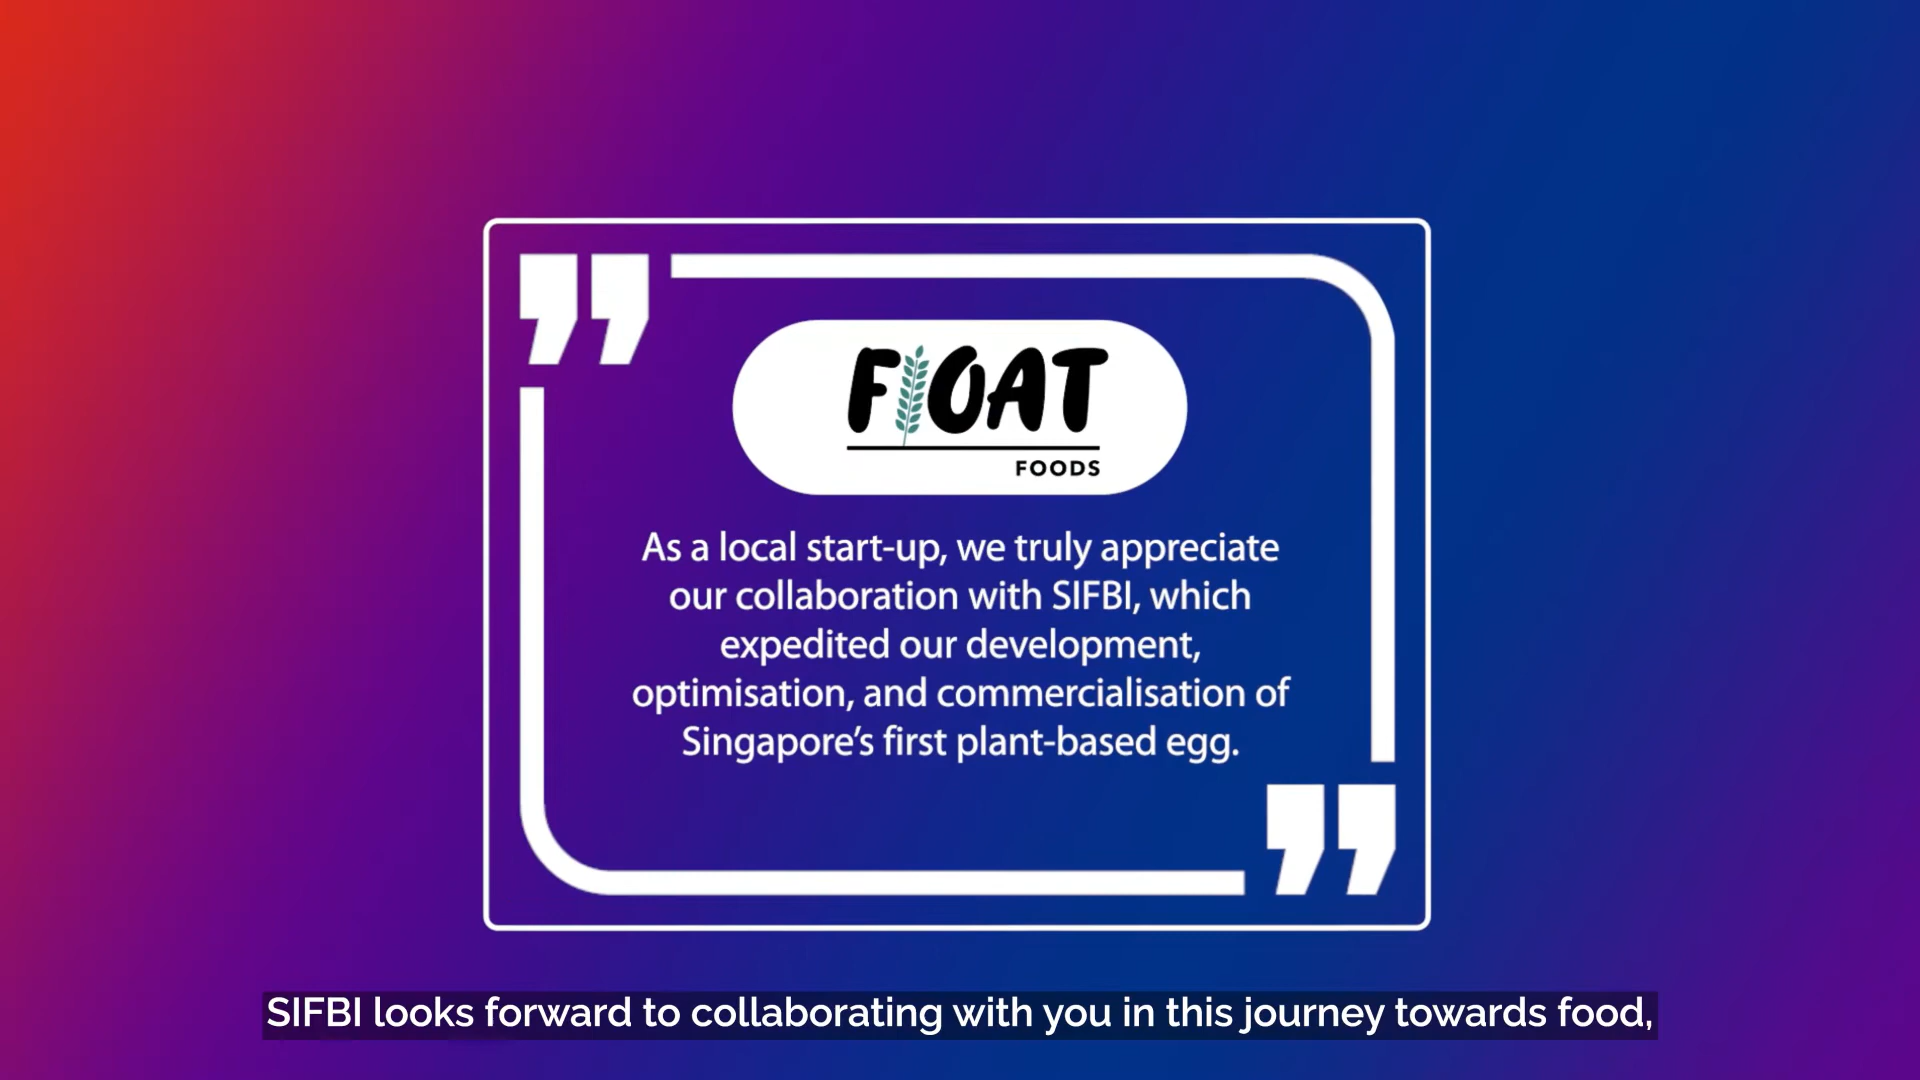 FlOAT
FOODS
As a local start-up, we truly appreciate
our collaboration with SIFBI, which
expedited our development,
optimisation, and commercialisation of
Singapore’s first plant-based egg.
SIFBI looks forward to collaborating with you in this journey towards food,